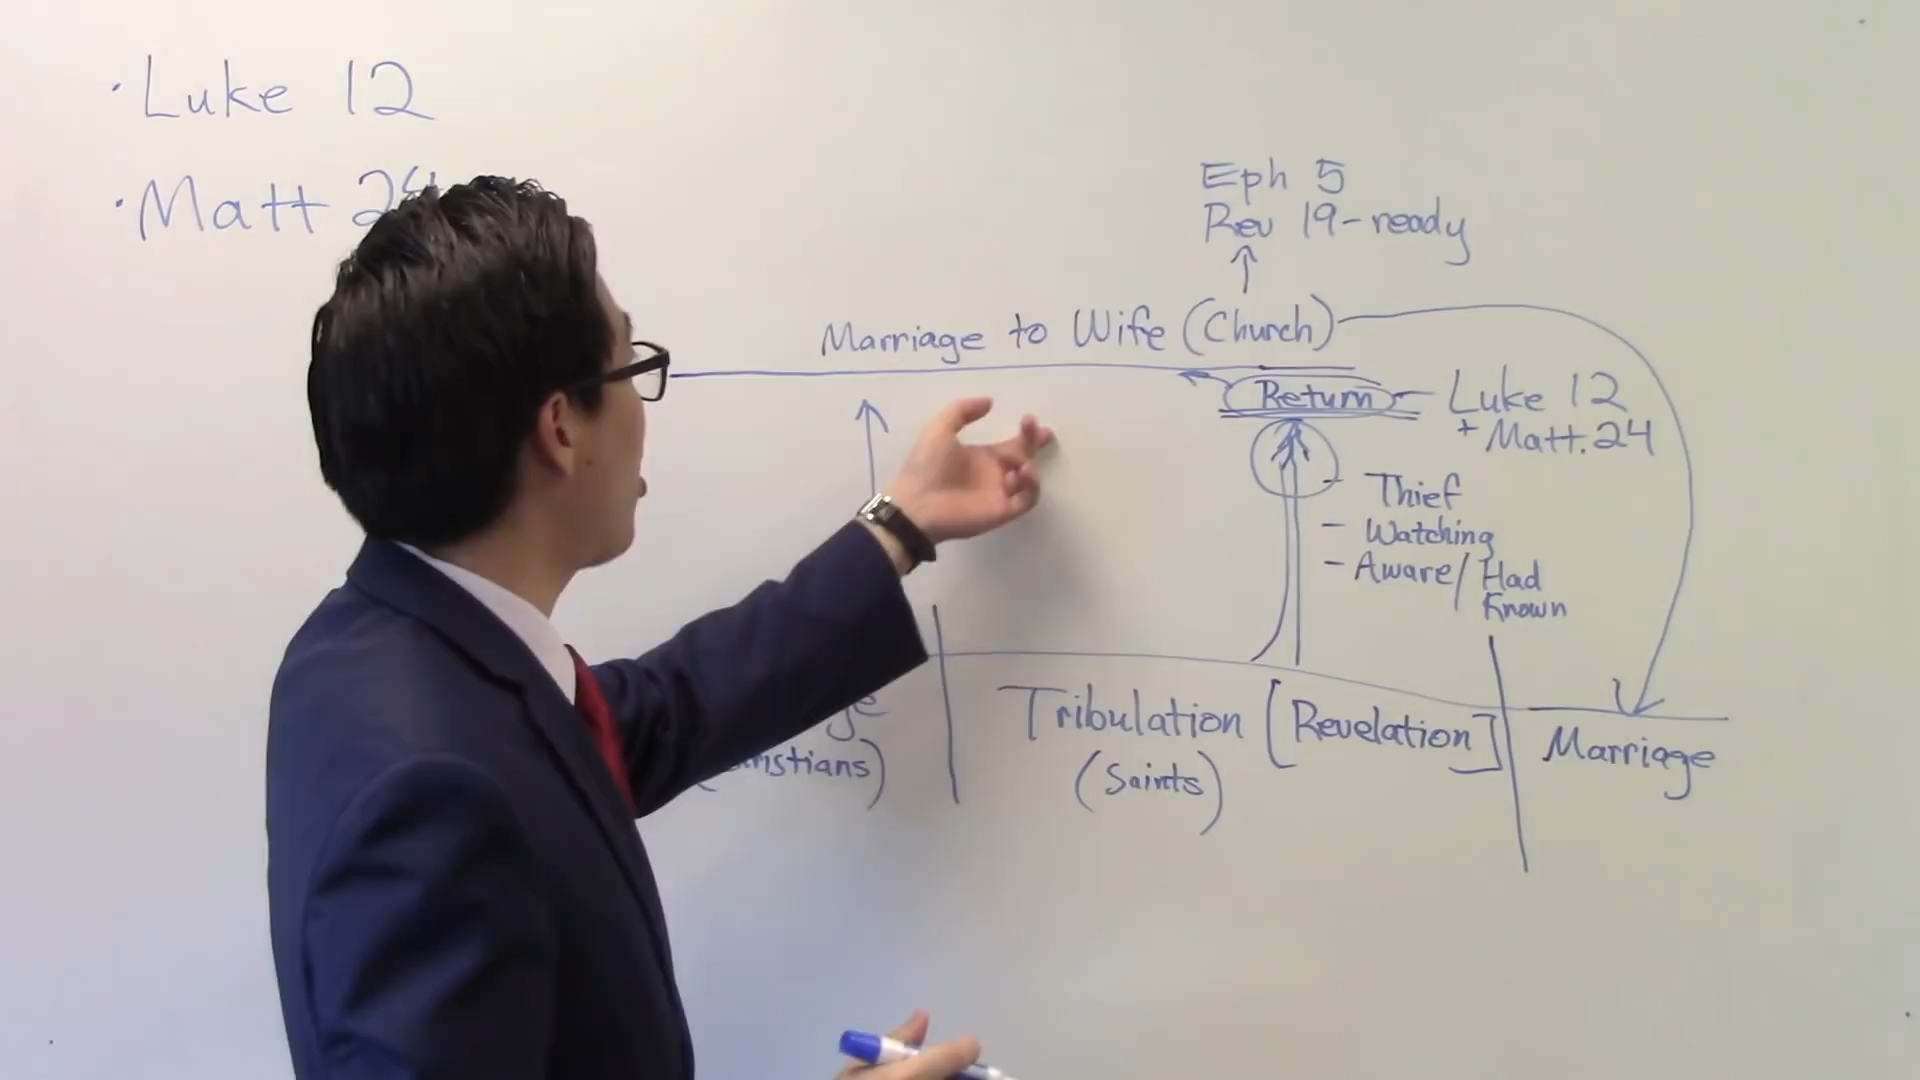 · Luke 12
· Matt 24
Eph 5
Rev 19-ready
Marriage to Wife (Church)
Return - Luke 12
+ Matt. 24
- Thief
- Watching
- Aware/Had
Known
Tribulation [Revelation]
(Saints)
Marriage